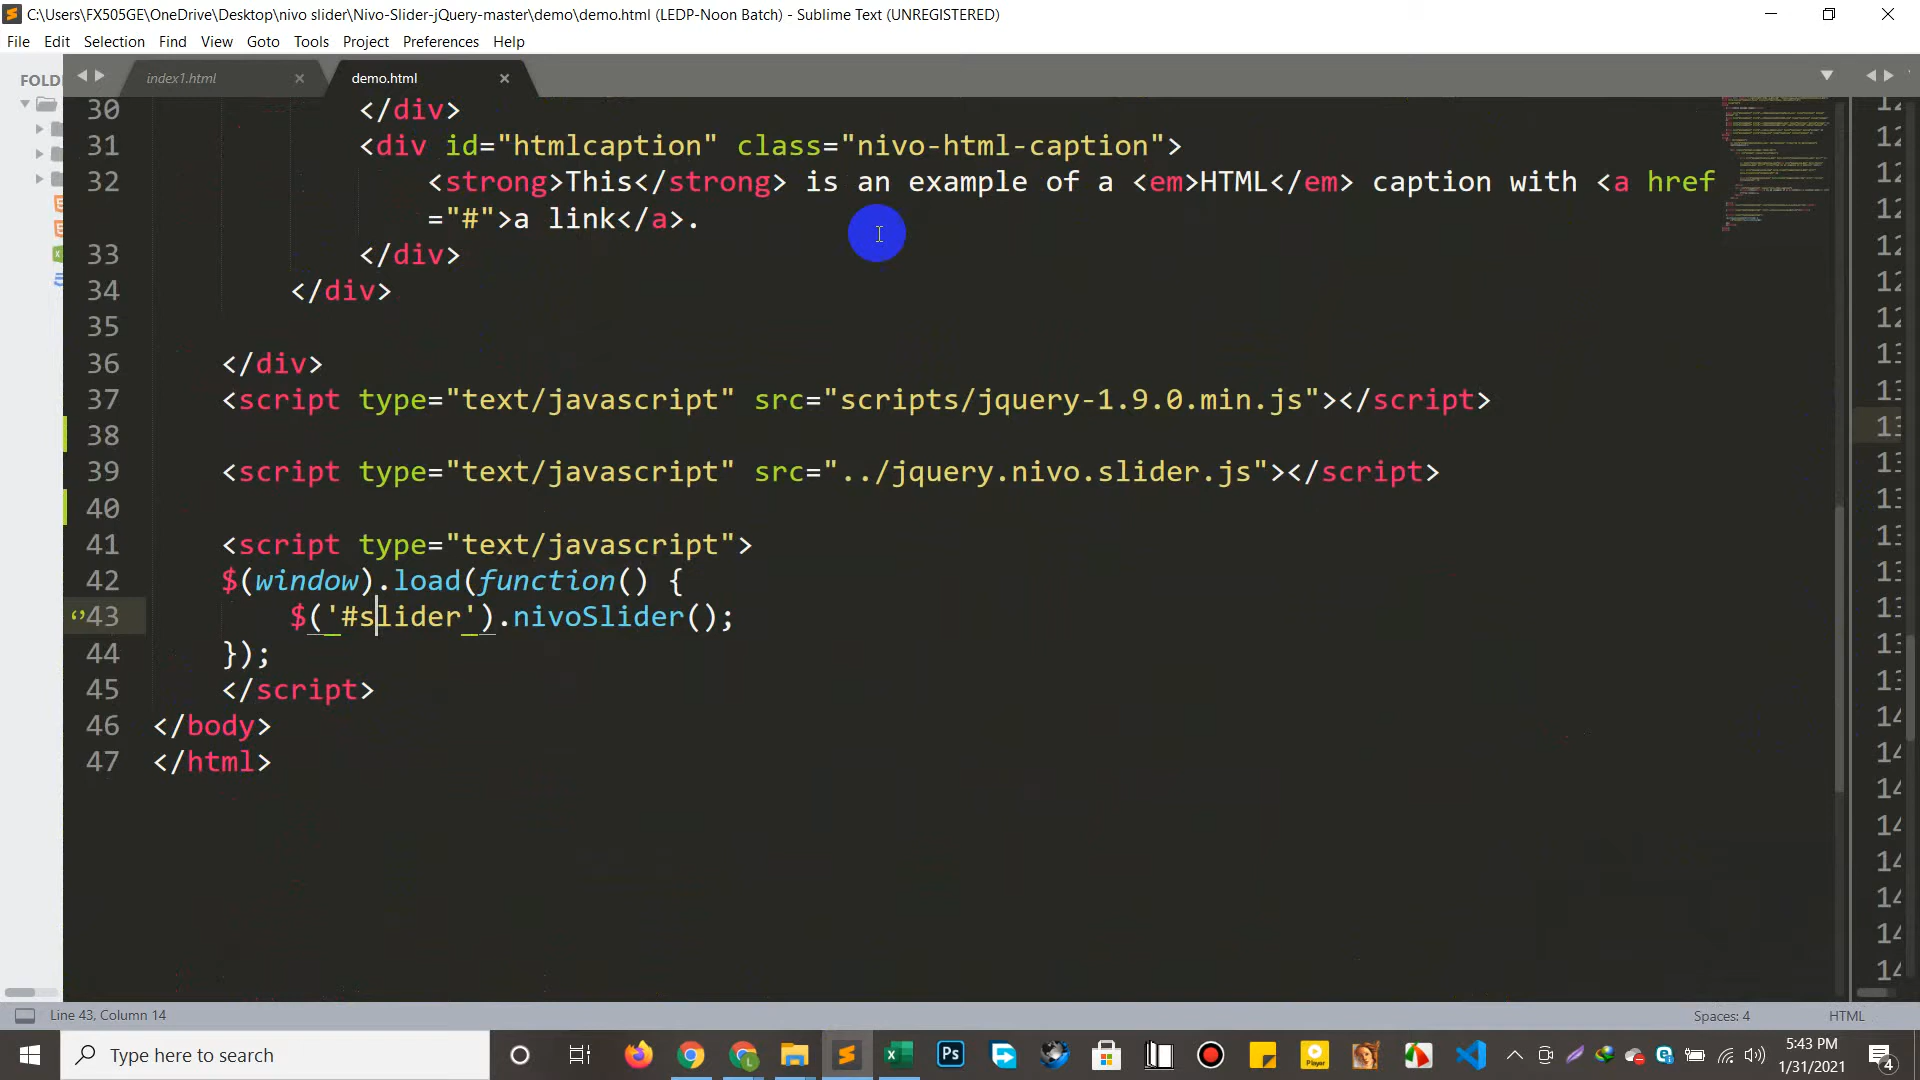 C:\Users\FX505GE\OneDrive\Desktop\nivo slider\Nivo-Slider-jQuery-master\demo\demo.html (LEDP-Noon Batch) - Sublime Text (UNREGISTERED)
File Edit Selection Find View Goto Tools Project Preferences Help
index1.html demo.html
30 </div>
31 <div id="htmlcaption" class="nivo-html-caption">
32 <strong>This</strong> is an example of a <em>HTML</em> caption with <a href
="#">a link</a>.
33 </div>
34 </div>
35
36 </div>
37 <script type="text/javascript" src="scripts/jquery-1.9.0.min.js"></script>
38
39 <script type="text/javascript" src="../jquery.nivo.slider.js"></script>
40
41 <script type="text/javascript">
42 $(window).load(function() {
43 $('#slider').nivoSlider();
44 });
45 </script>
46 </body>
47 </html>
Line 43, Column 14 Spaces: 4 HTML
Type here to search
Ps
Player
5:43 PM
1/31/2021
4